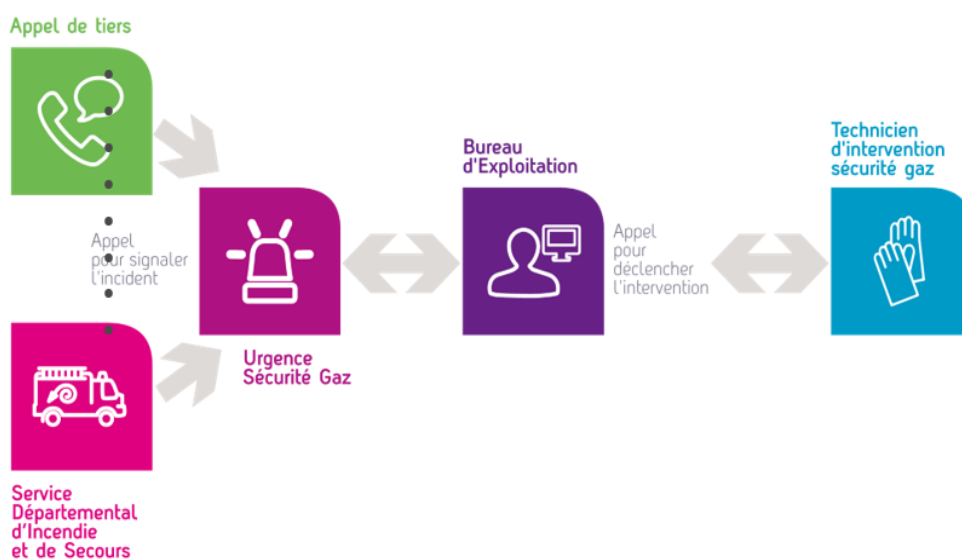 Appel de tiers
Appel
pour signaler
l'incident
Service
Départemental
d'Incendie
et de Secours
Urgence
Sécurité Gaz
Bureau
d'Exploitation
Appel
pour
déclencher
l'intervention
Technicien
d'intervention
sécurité gaz